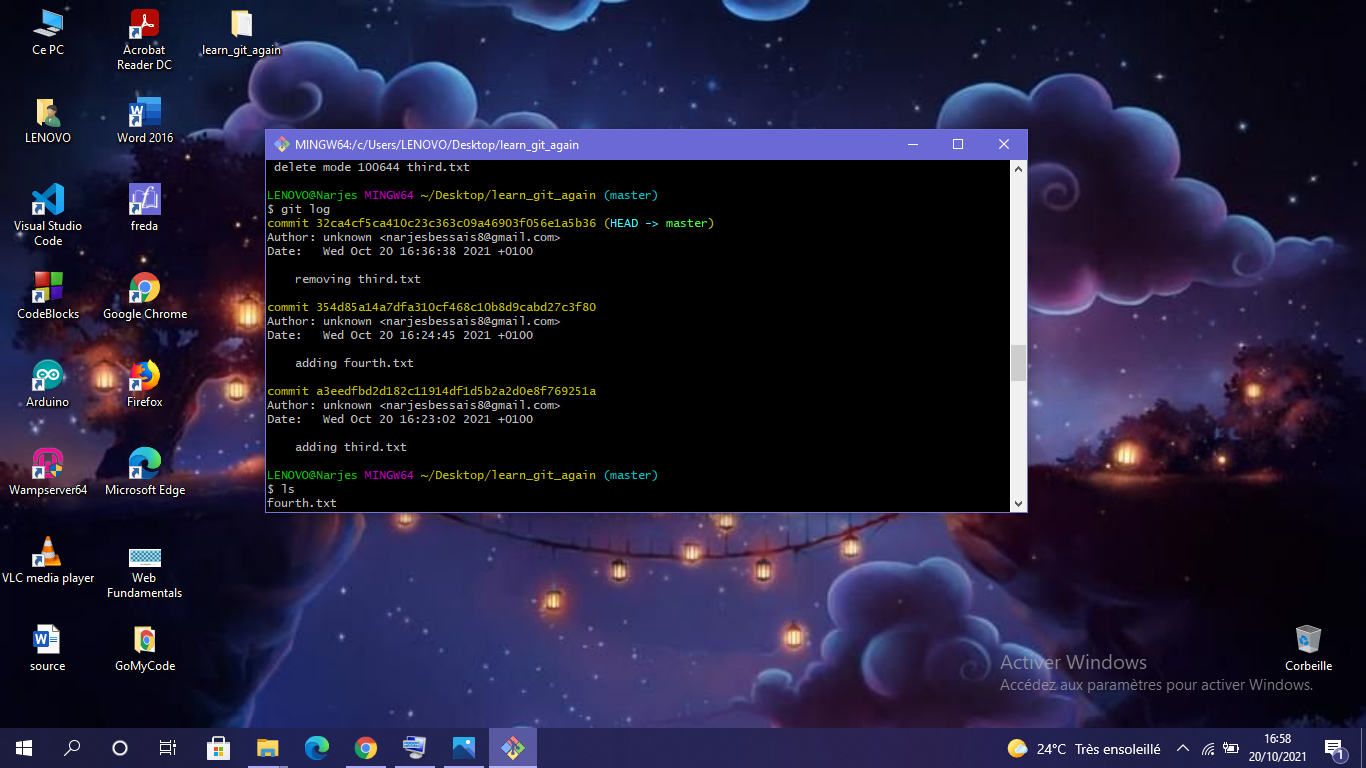 Ce PC
Acrobat
Reader DC
learn_git_again
LENOVO
Word 2016
Visual Studio
Code
freda
CodeBlocks
Google Chrome
Arduino
Firefox
Wampserver64
Microsoft Edge
VLC media player
Web
Fundamentals
source
GoMyCode
MINGW64:/c/Users/LENOVO/Desktop/learn_git_again
delete mode 100644 third.txt
LENOVO@Narjes MINGW64 ~/Desktop/learn_git_again (master)
$ git log
commit 32ca4cf5ca410c23c363c09a46903f056e1a5b36 (HEAD -> master)
Author: unknown <narjesbessais8@gmail.com>
Date:   Wed Oct 20 16:36:38 2021 +0100
removing third.txt
commit 354d85a14a7dfa310cf468c10b8d9cabd27c3f80
Author: unknown <narjesbessais8@gmail.com>
Date:   Wed Oct 20 16:24:45 2021 +0100
adding fourth.txt
commit a3eedfbd2d182c11914df1d5b2a2d0e8f769251a
Author: unknown <narjesbessais8@gmail.com>
Date:   Wed Oct 20 16:23:02 2021 +0100
adding third.txt
LENOVO@Narjes MINGW64 ~/Desktop/learn_git_again (master)
$ ls
fourth.txt
Corbeille
Activer Windows
Accédez aux paramètres pour activer Windows.
24°C Très ensoleillé
16:58
20/10/2021
1